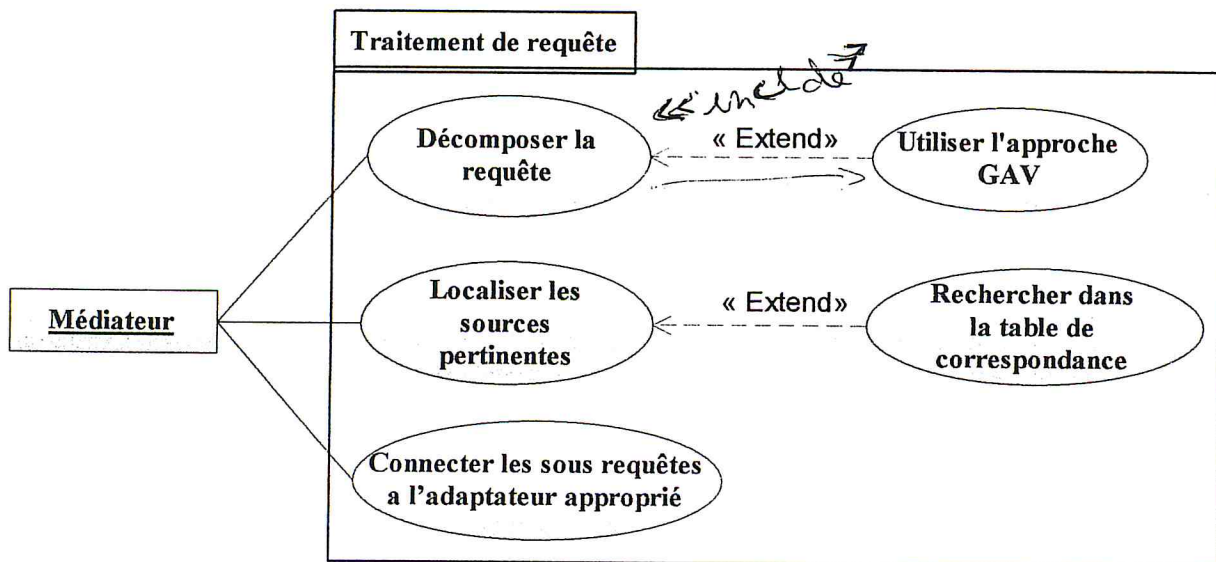 Traitement de requête
«include»
Décomposer la
requête
« Extend»
Utiliser l'approche
GAV
Médiateur
Localiser les
sources
pertinentes
« Extend»
Rechercher dans
la table de
correspondance
Connecter les sous requêtes
a l’adaptateur approprié